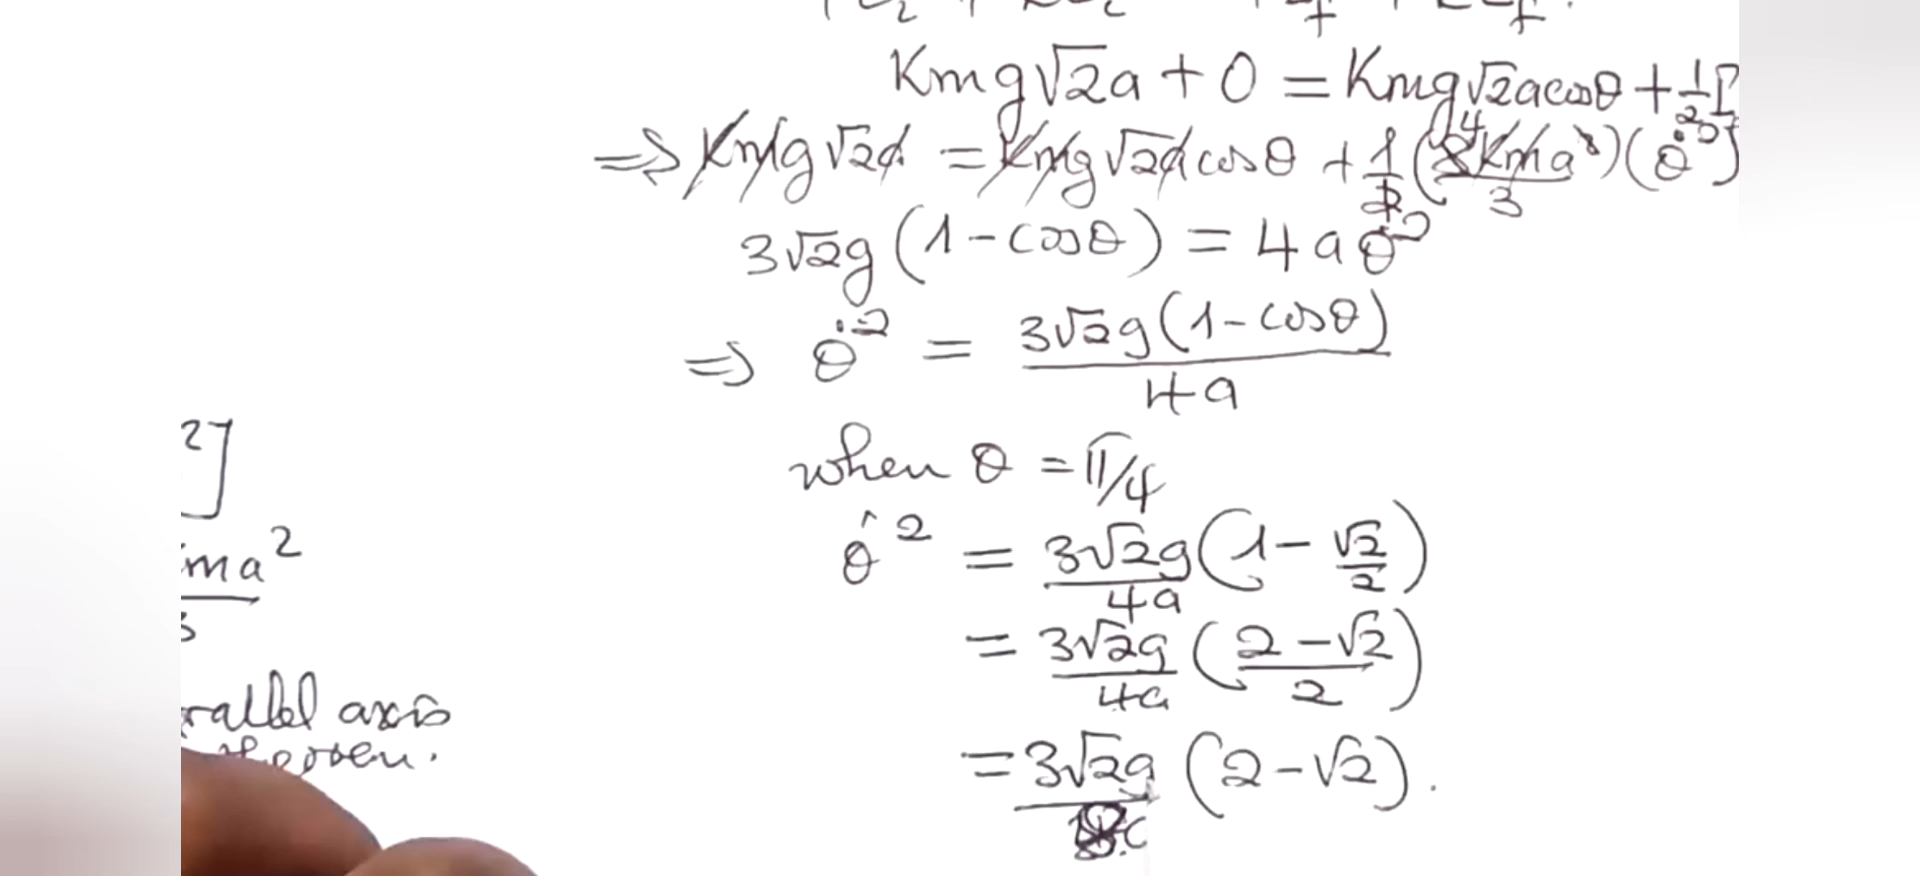 Kmg√2a + 0 = Kmg√2a cosθ + 1/2 I
⇒ Kmg√2a = Kmg√2a cosθ + 1/2 (8Kma²/3)(θ̇²)
3√2g(1 - cosθ) = 4aθ̇²
⇒ θ̇² = 3√2g(1 - cosθ)/4a
when θ = π/4
θ̇² = 3√2g/4a (1 - √2/2)
= 3√2g/4a ((2 - √2)/2)
= 3√2g (2 - √2).
²]
ma²
3
rallel axis
theorem.